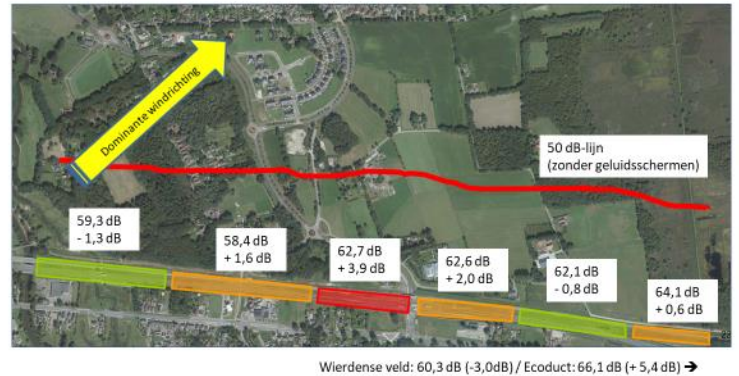 Dominante windrichting
50 dB-lijn
(zonder geluidsschermen)
59,3 dB
- 1,3 dB
58,4 dB
+ 1,6 dB
62,7 dB
+ 3,9 dB
62,6 dB
+ 2,0 dB
62,1 dB
- 0,8 dB
64,1 dB
+ 0,6 dB
Wierdense veld: 60,3 dB (-3,0dB) / Ecoduct: 66,1 dB (+ 5,4 dB) →